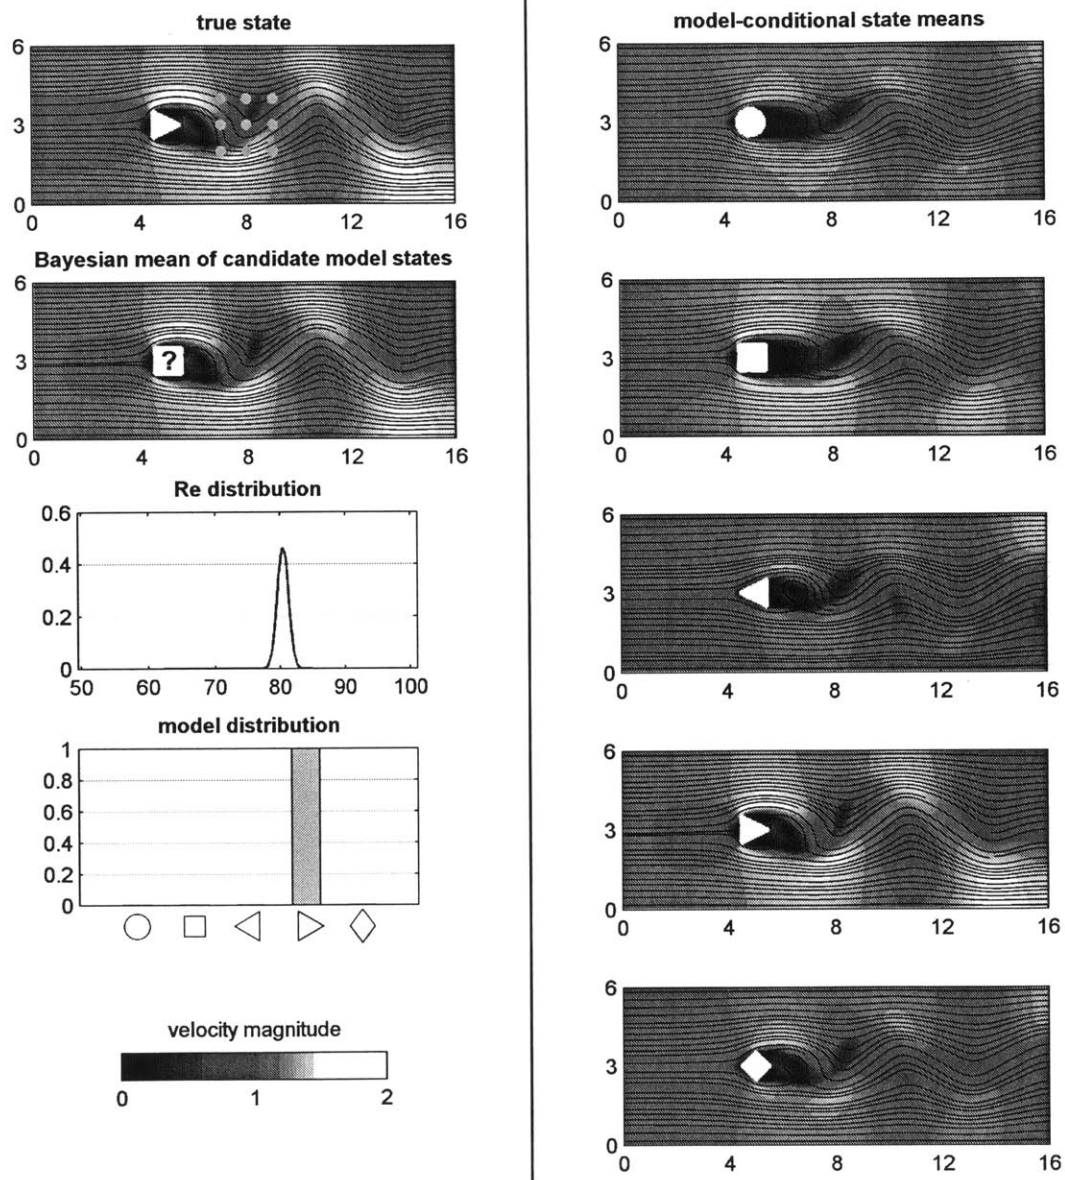 true state
6
3
0
0 4 8 12 16
Bayesian mean of candidate model states
6
3
0
?
0 4 8 12 16
Re distribution
0.6
0.4
0.2
0
50 60 70 80 90 100
model distribution
1
0.8
0.6
0.4
0.2
0
velocity magnitude
0 1 2
model-conditional state means
6
3
0
0 4 8 12 16
6
3
0
0 4 8 12 16
6
3
0
0 4 8 12 16
6
3
0
0 4 8 12 16
6
3
0
0 4 8 12 16